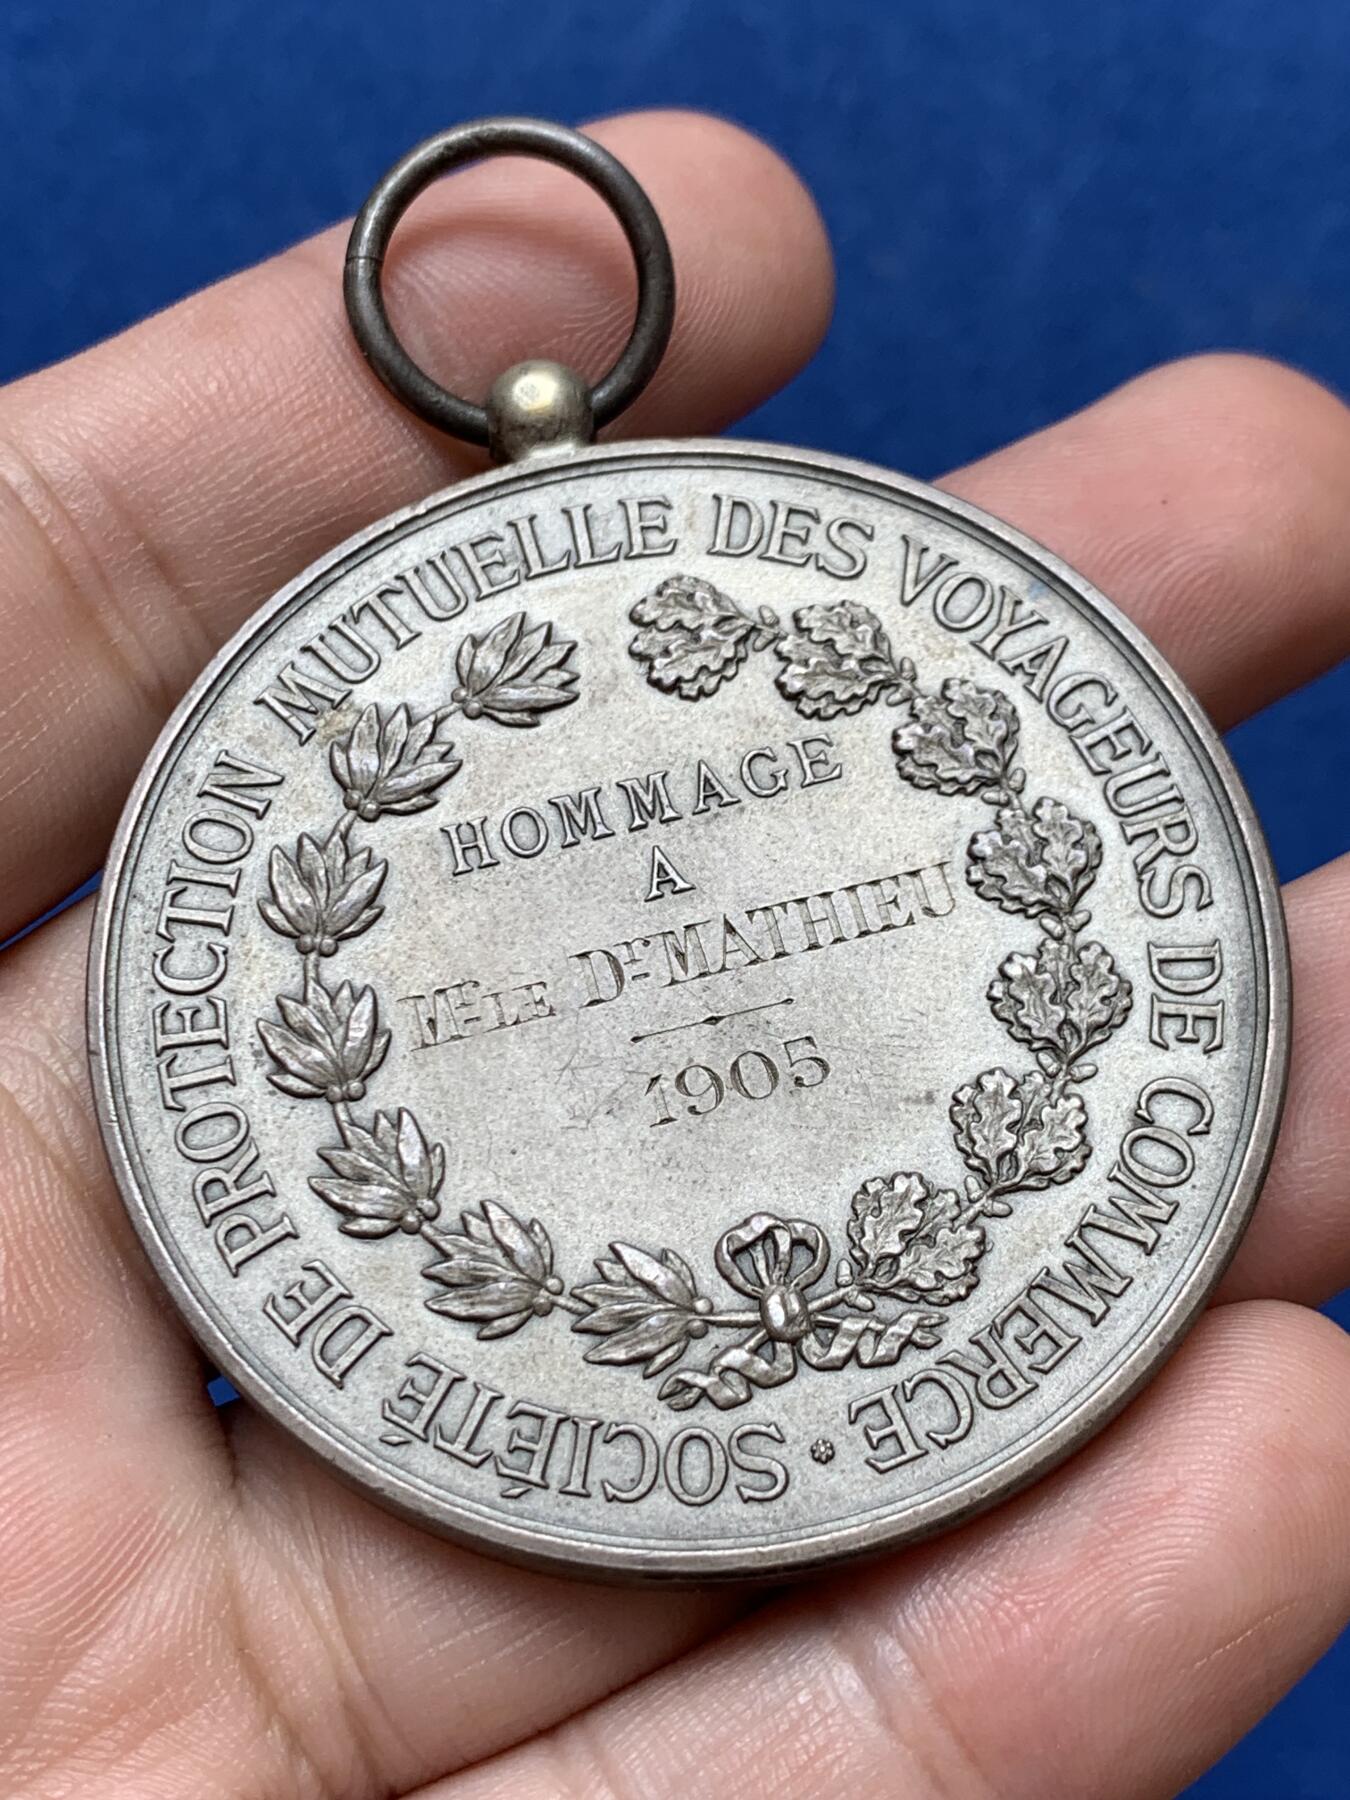 SOCIÉTÉ DE PROTECTION MUTUELLE DES VOYAGEURS DE COMMERCE
HOMMAGE
A
Mr LE Dr MATHIEU
1905